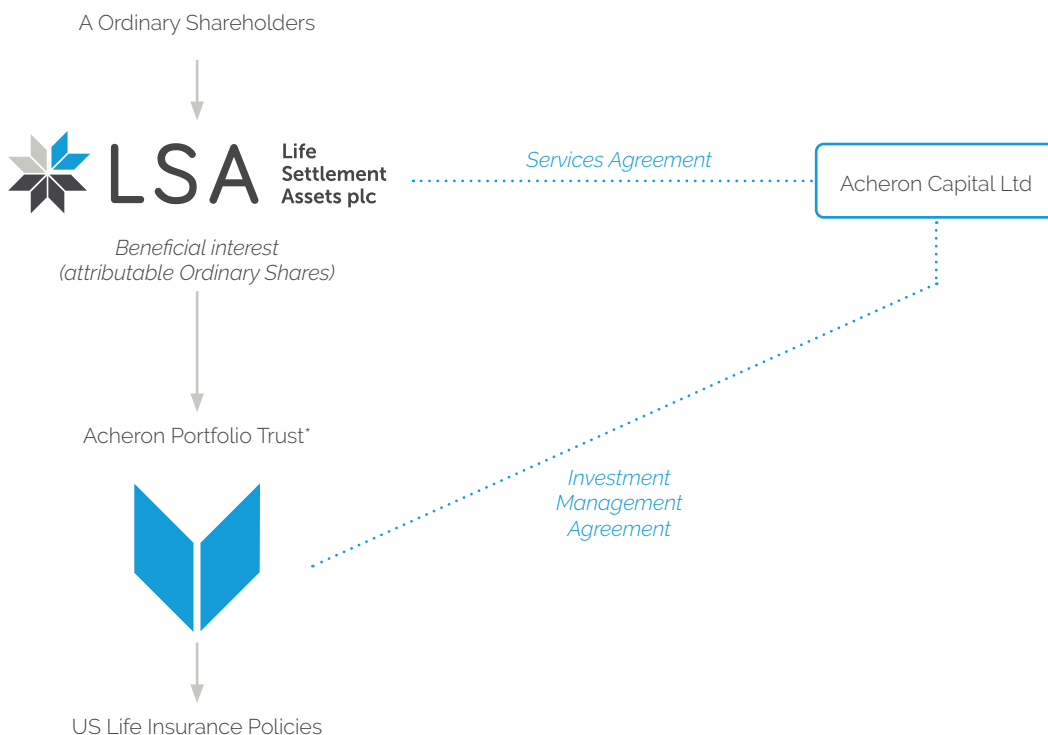 A Ordinary Shareholders
LSA
Life
Settlement
Assets plc
Services Agreement
Acheron Capital Ltd
Beneficial interest
(attributable Ordinary Shares)
Acheron Portfolio Trust*
Investment
Management
Agreement
US Life Insurance Policies